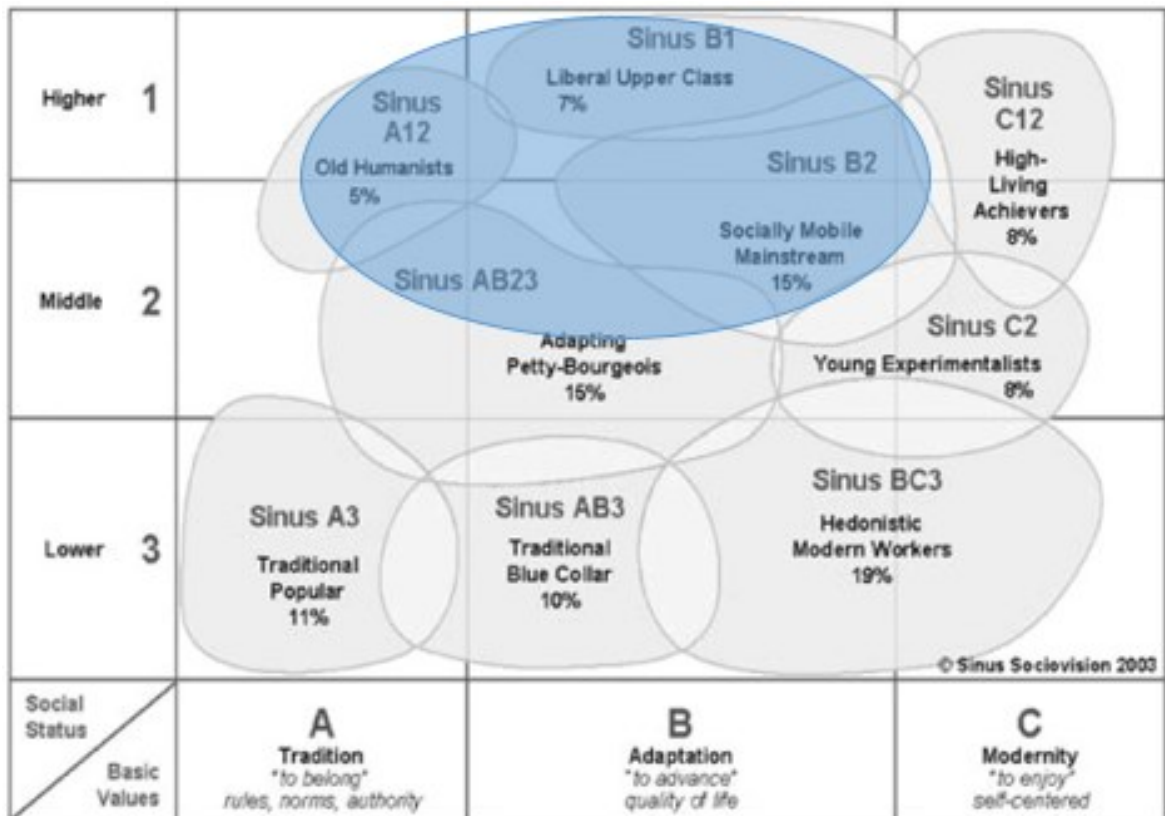 Higher 1
Sinus B1
Liberal Upper Class
7%
Sinus
A12
Old Humanists
5%
Sinus B2
Socially Mobile
Mainstream
15%
Sinus
C12
High-
Living
Achievers
8%
Middle 2
Sinus AB23
Adapting
Petty-Bourgeois
15%
Sinus C2
Young Experimentalists
8%
Lower 3
Sinus A3
Traditional
Popular
11%
Sinus AB3
Traditional
Blue Collar
10%
Sinus BC3
Hedonistic
Modern Workers
19%
© Sinus Sociovision 2003
Social
Status
Basic
Values
A
Tradition
"to belong"
rules, norms, authority
B
Adaptation
"to advance"
quality of life
C
Modernity
"to enjoy"
self-centered